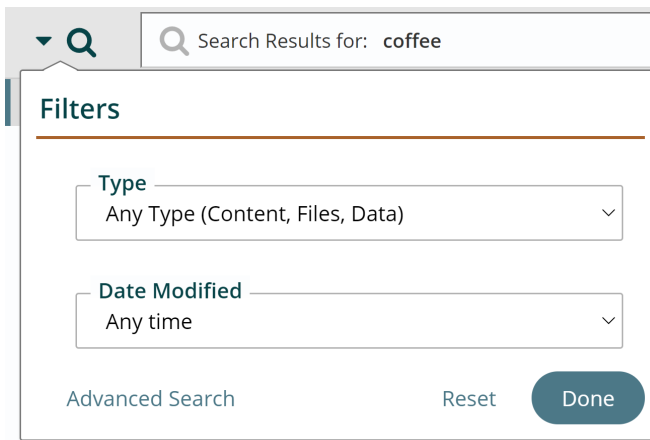 Search Results for: coffee
Filters
Type
Any Type (Content, Files, Data)
Date Modified
Any time
Advanced Search Reset Done